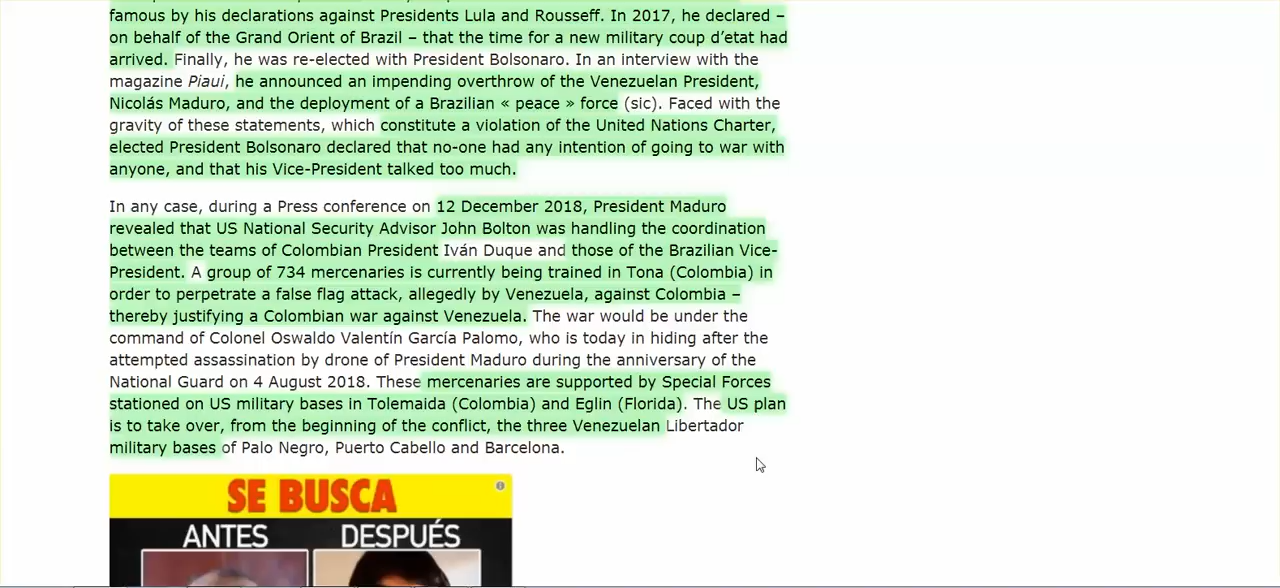 famous by his declarations against Presidents Lula and Rousseff. In 2017, he declared –
on behalf of the Grand Orient of Brazil – that the time for a new military coup d’etat had
arrived. Finally, he was re-elected with President Bolsonaro. In an interview with the
magazine Piaui, he announced an impending overthrow of the Venezuelan President,
Nicolás Maduro, and the deployment of a Brazilian « peace » force (sic). Faced with the
gravity of these statements, which constitute a violation of the United Nations Charter,
elected President Bolsonaro declared that no-one had any intention of going to war with
anyone, and that his Vice-President talked too much.
In any case, during a Press conference on 12 December 2018, President Maduro
revealed that US National Security Advisor John Bolton was handling the coordination
between the teams of Colombian President Iván Duque and those of the Brazilian Vice-
President. A group of 734 mercenaries is currently being trained in Tona (Colombia) in
order to perpetrate a false flag attack, allegedly by Venezuela, against Colombia –
thereby justifying a Colombian war against Venezuela. The war would be under the
command of Colonel Oswaldo Valentín García Palomo, who is today in hiding after the
attempted assassination by drone of President Maduro during the anniversary of the
National Guard on 4 August 2018. These mercenaries are supported by Special Forces
stationed on US military bases in Tolemaida (Colombia) and Eglin (Florida). The US plan
is to take over, from the beginning of the conflict, the three Venezuelan Libertador
military bases of Palo Negro, Puerto Cabello and Barcelona.
SE BUSCA
ANTES DESPUÉS